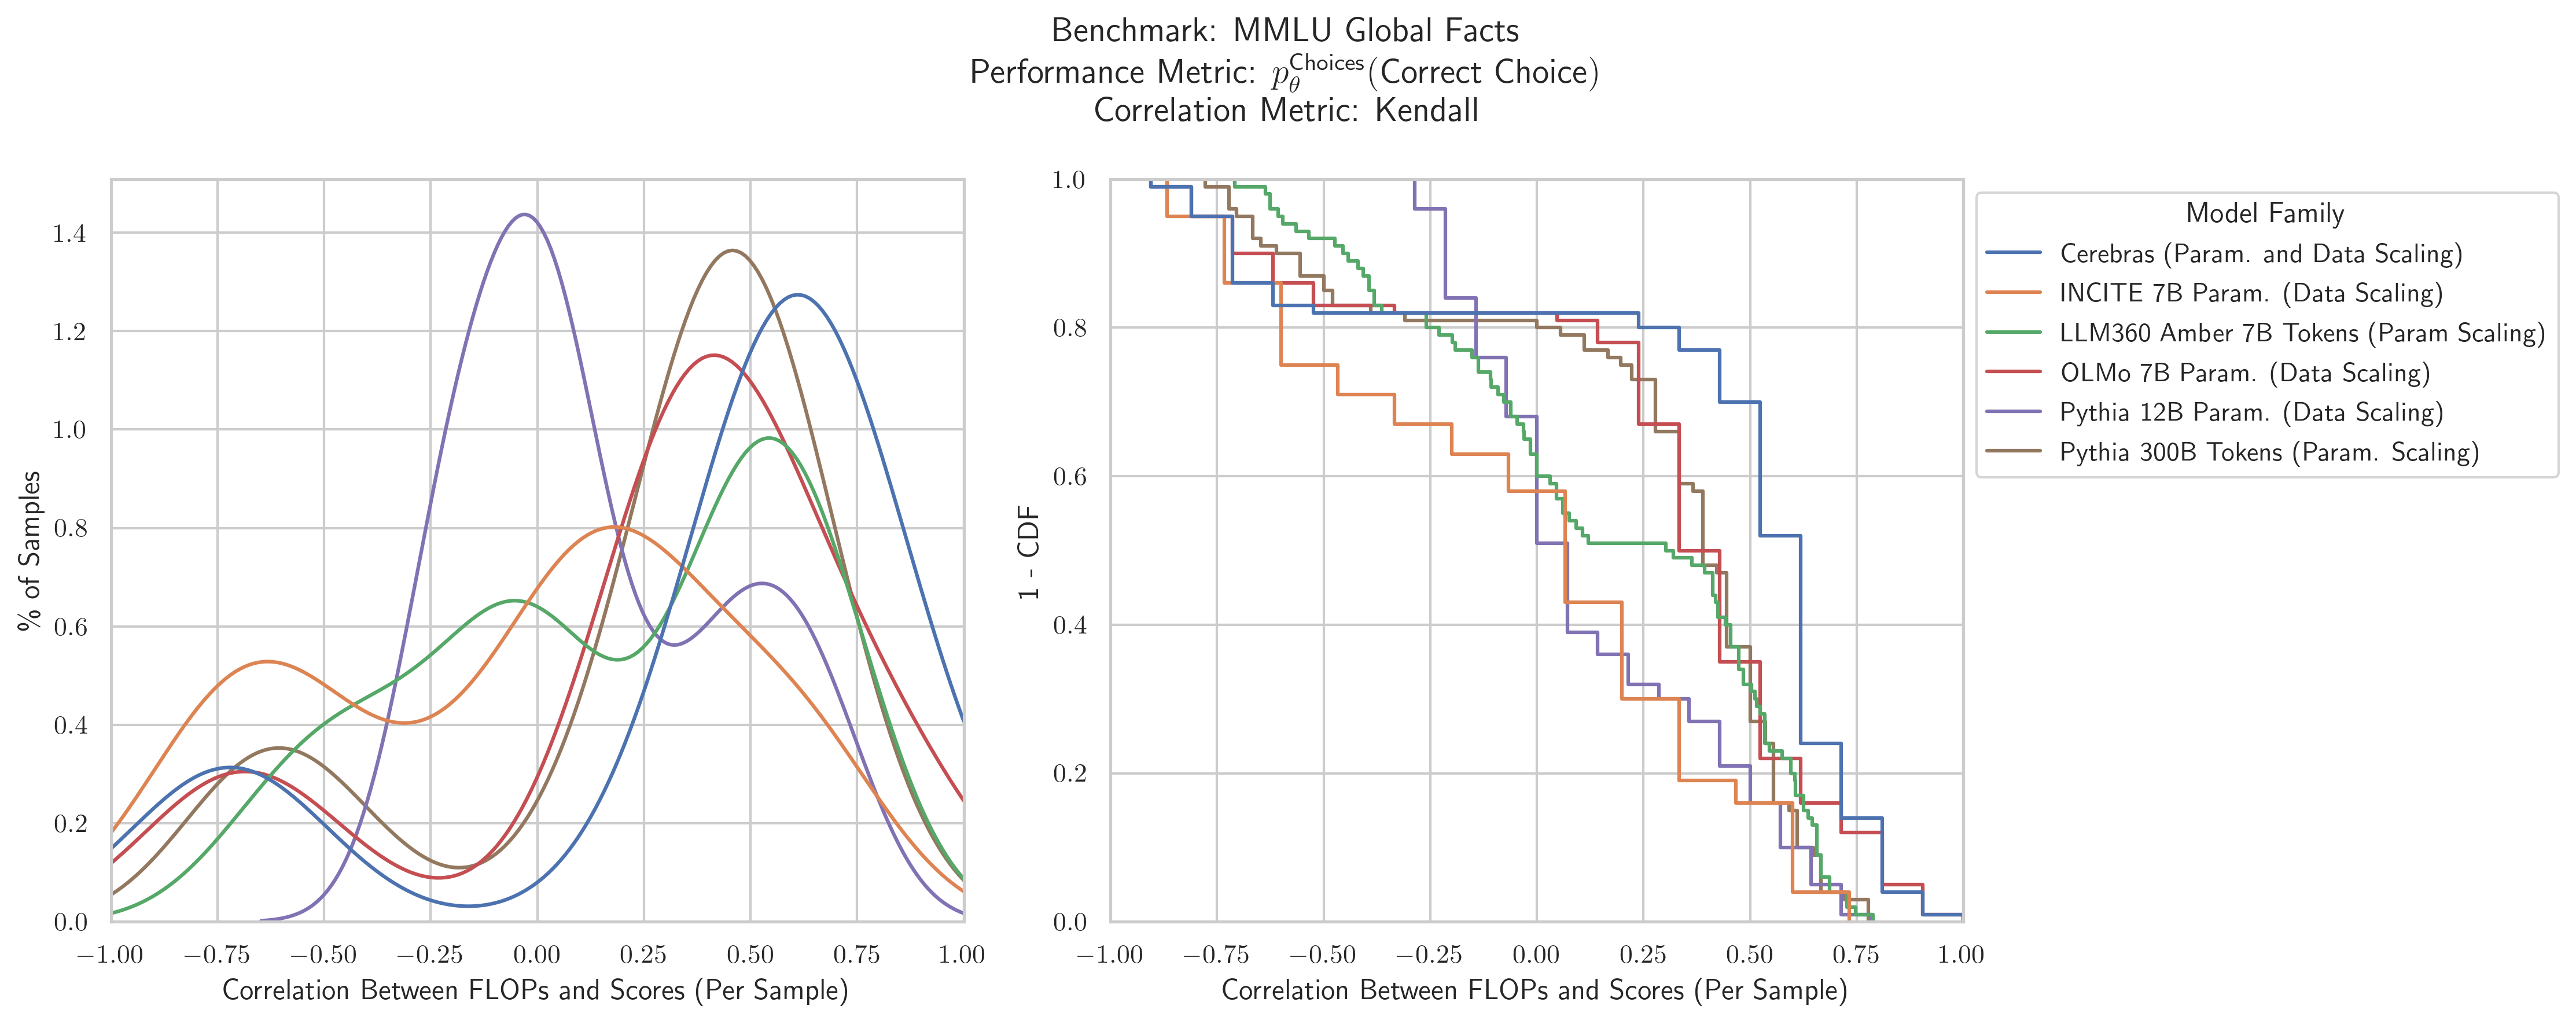 Benchmark: MMLU Global Facts
Performance Metric: $p_{\theta}^{\text{Choices}}(\text{Correct Choice})$
Correlation Metric: Kendall
% of Samples
1.4
1.2
1.0
0.8
0.6
0.4
0.2
0.0
−1.00 −0.75 −0.50 −0.25 0.00 0.25 0.50 0.75 1.00
Correlation Between FLOPs and Scores (Per Sample)
1 - CDF
1.0
0.8
0.6
0.4
0.2
0.0
−1.00 −0.75 −0.50 −0.25 0.00 0.25 0.50 0.75 1.00
Correlation Between FLOPs and Scores (Per Sample)
Model Family
Cerebras (Param. and Data Scaling)
INCITE 7B Param. (Data Scaling)
LLM360 Amber 7B Tokens (Param Scaling)
OLMo 7B Param. (Data Scaling)
Pythia 12B Param. (Data Scaling)
Pythia 300B Tokens (Param. Scaling)